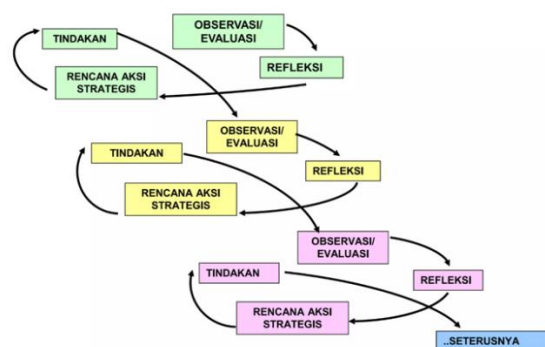 OBSERVASI/
EVALUASI
TINDAKAN
REFLEKSI
RENCANA AKSI
STRATEGIS
OBSERVASI/
EVALUASI
TINDAKAN
REFLEKSI
RENCANA AKSI
STRATEGIS
OBSERVASI/
EVALUASI
TINDAKAN
REFLEKSI
RENCANA AKSI
STRATEGIS
..SETERUSNYA